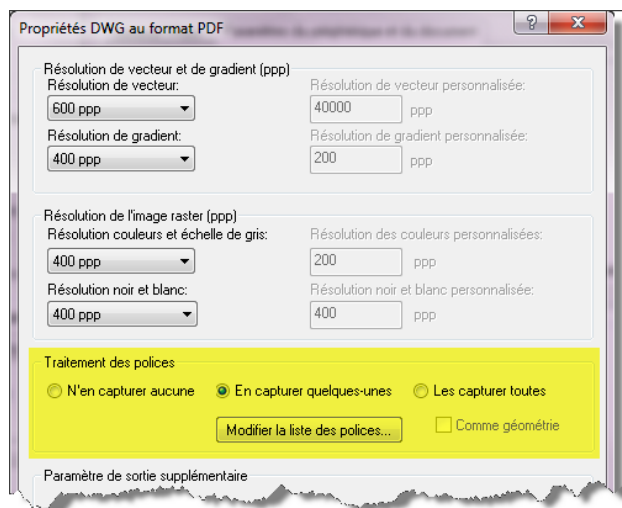 Propriétés DWG au format PDF
Résolution de vecteur et de gradient (ppp)
Résolution de vecteur: Résolution de vecteur personnalisée:
600 ppp 40000 ppp
Résolution de gradient: Résolution de gradient personnalisée:
400 ppp 200 ppp
Résolution de l'image raster (ppp)
Résolution couleurs et échelle de gris: Résolution des couleurs personnalisées:
400 ppp 200 ppp
Résolution noir et blanc: Résolution noir et blanc personnalisée:
400 ppp 400 ppp
Traitement des polices
N'en capturer aucune En capturer quelques-unes Les capturer toutes
Modifier la liste des polices... Comme géométrie
Paramètre de sortie supplémentaire